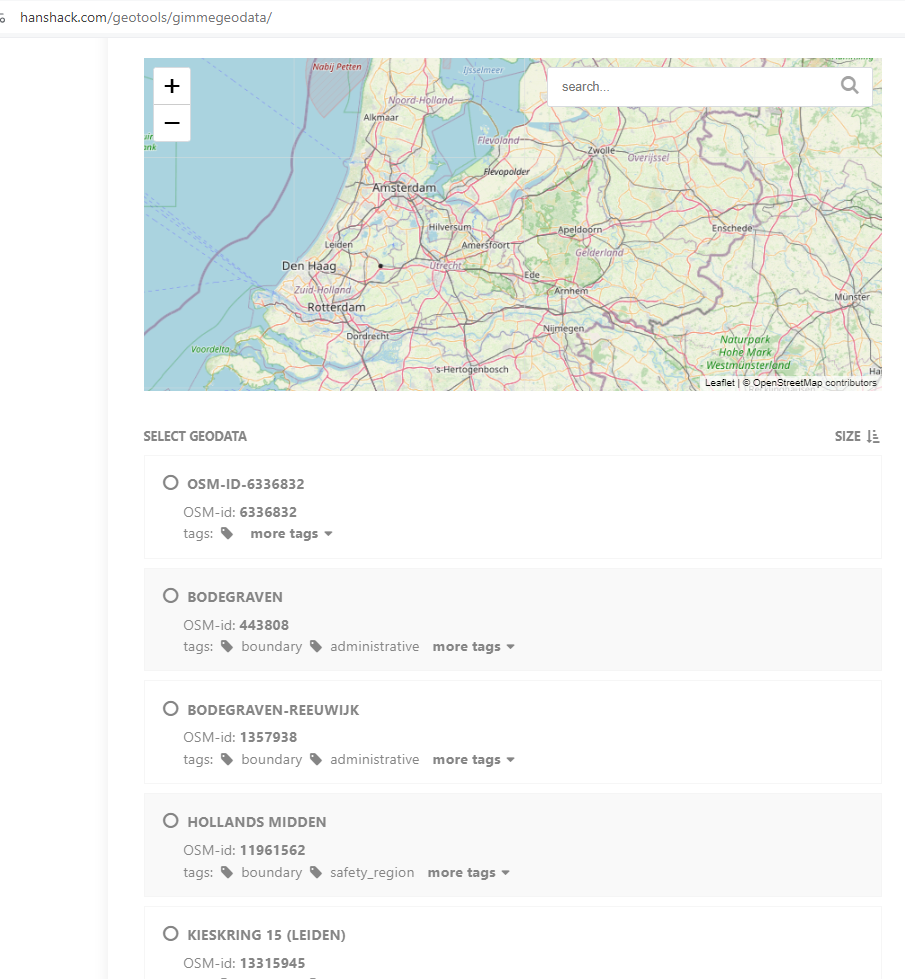 hanshack.com/geotools/gimmegeodata/
Nabij Petten
IJsselmeer
search...
+
−
Noord-Holland
Alkmaar
Flevoland
Zwolle
Overijssel
Flevopolder
Amsterdam
Hilversum
Apeldoorn
Enschede
Leiden
Amersfoort
Gelderland
Den Haag
Utrecht
Ede
Zuid-Holland
Arnhem
Münster
Rotterdam
Nijmegen
Dordrecht
Naturpark
Hohe Mark
Westmünsterland
Voordelta
's-Hertogenbosch
Ha
Leaflet | © OpenStreetMap contributors
SELECT GEODATA
SIZE
OSM-ID-6336832
OSM-id: 6336832
tags: more tags
BODEGRAVEN
OSM-id: 443808
tags: boundary administrative more tags
BODEGRAVEN-REEUWIJK
OSM-id: 1357938
tags: boundary administrative more tags
HOLLANDS MIDDEN
OSM-id: 11961562
tags: boundary safety_region more tags
KIESKRING 15 (LEIDEN)
OSM-id: 13315945